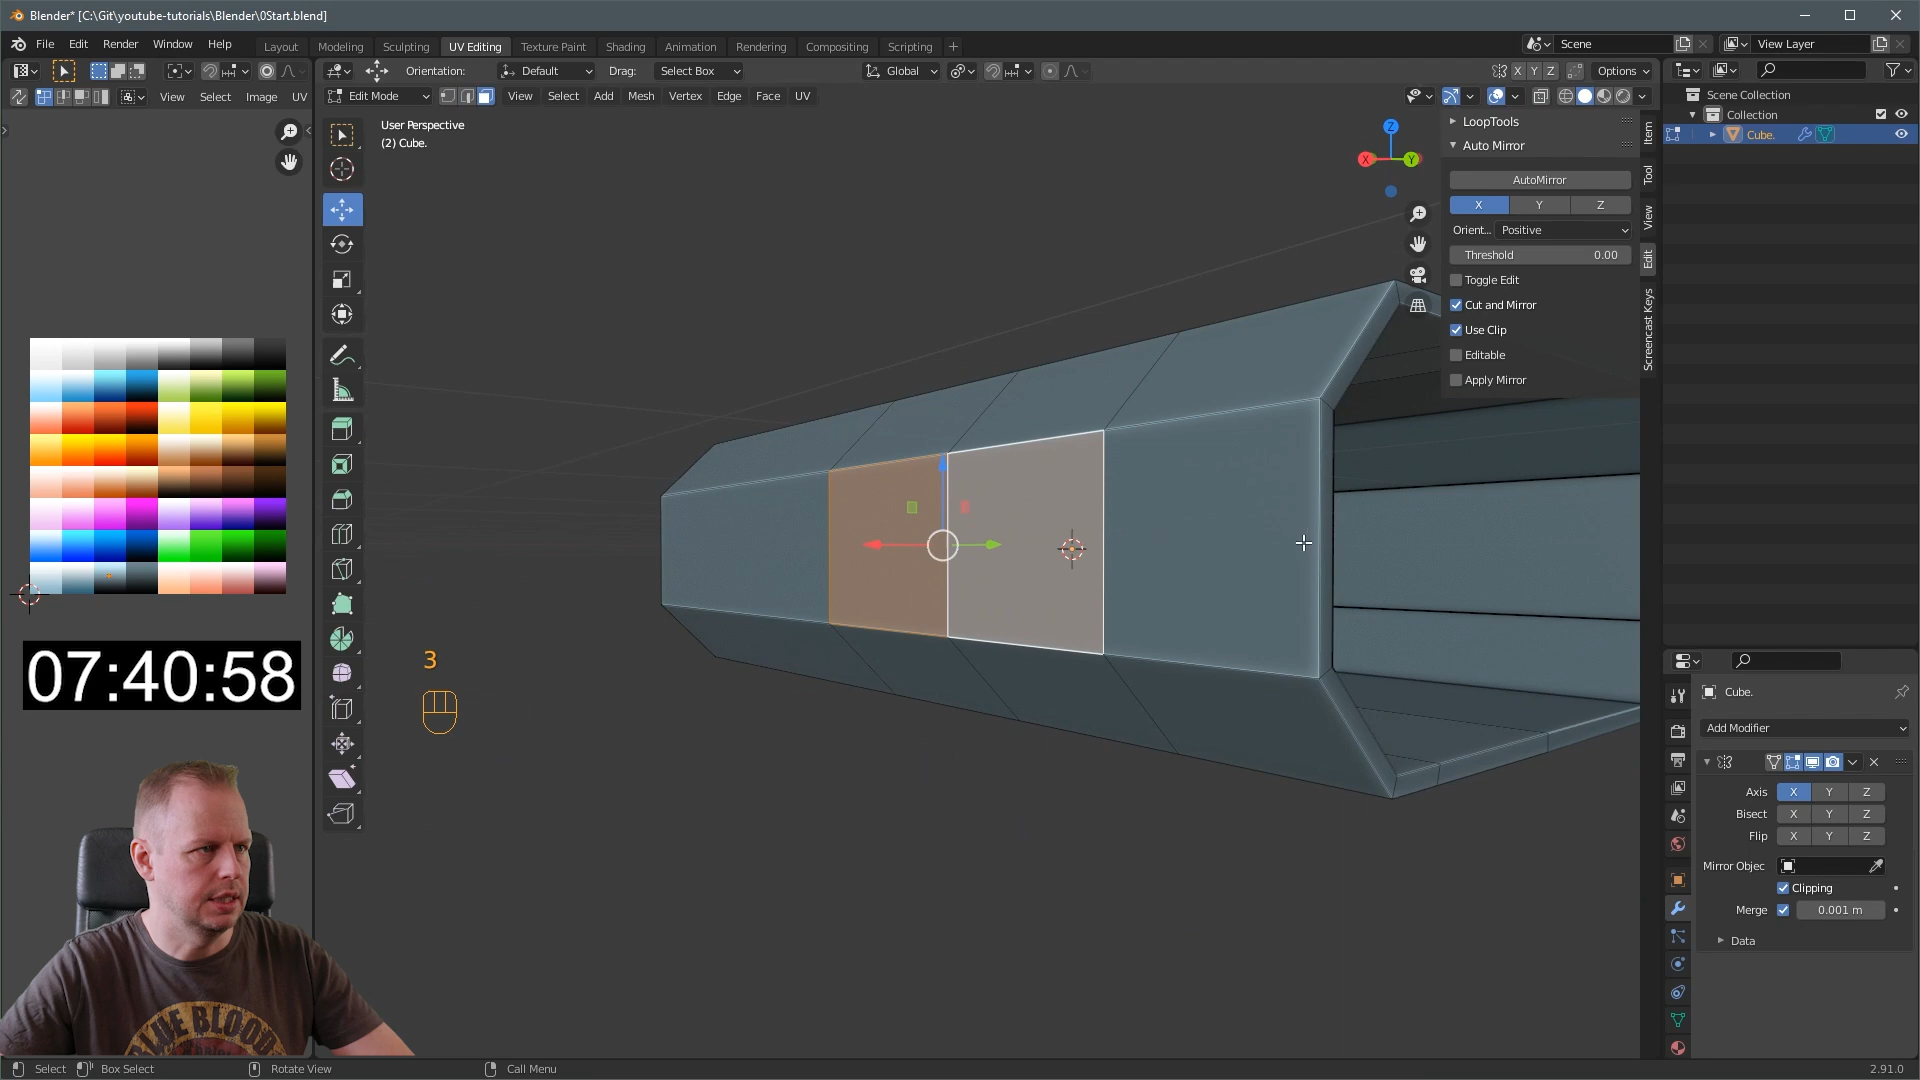 Blender* [C:\Git\youtube-tutorials\Blender\0Start.blend]
File Edit Render Window Help
Layout Modeling Sculpting UV Editing Texture Paint Shading Animation Rendering Compositing Scripting +
Scene
View Layer
Orientation: Default Drag: Select Box
Global
X Y Z Options
View Select Image UV
Edit Mode View Select Add Mesh Vertex Edge Face UV
User Perspective
(2) Cube.
Z
X
Y
LoopTools
Auto Mirror
AutoMirror
X Y Z
Orient... Positive
Threshold 0.00
Toggle Edit
Cut and Mirror
Use Clip
Editable
Apply Mirror
Item
Tool
View
Edit
Screencast Keys
Scene Collection
Collection
Cube.
3
07:40:58
BLUE BLOOD
Cube.
Add Modifier
Axis X Y Z
Bisect X Y Z
Flip X Y Z
Mirror Objec
Clipping
Merge 0.001 m
Data
Select Box Select Rotate View Call Menu
2.91.0